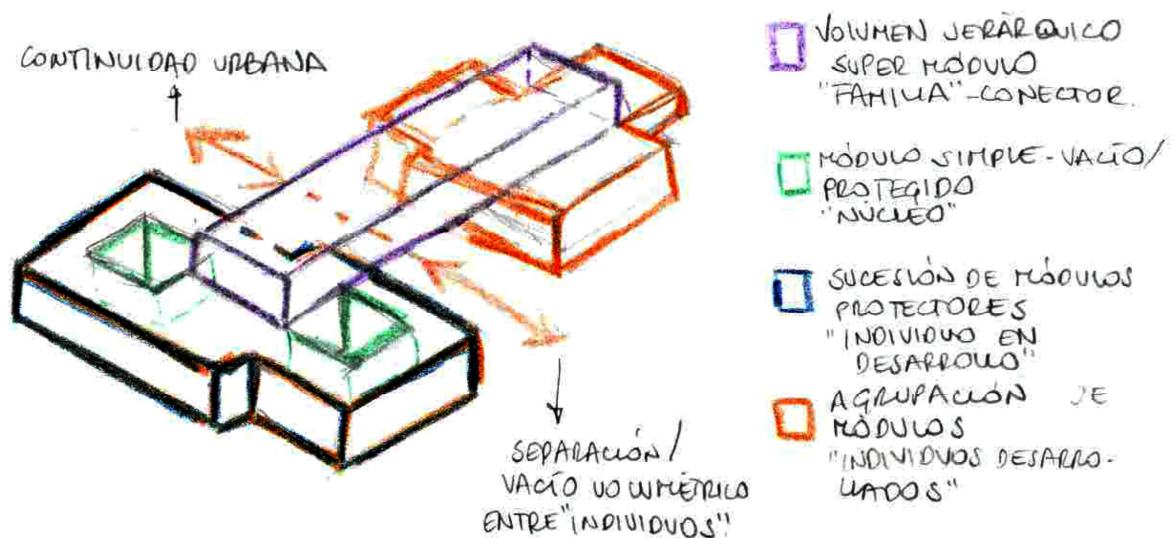 CONTINUIDAD URBANA
SEPARACIÓN/
VACÍO VOLUMÉTRICO
ENTRE "INDIVIDUOS"!
VOLUMEN JERÁRQUICO
SUPER MÓDULO
"FAMILIA"-CONECTOR.
MÓDULO SIMPLE-VACÍO/
PROTEGIDO
"NÚCLEO"
SUCESIÓN DE MÓDULOS
PROTECTORES
"INDIVIDUO EN
DESARROLLO"
AGRUPACIÓN DE
MÓDULOS
"INDIVIDUOS DESARRO-
LLADOS"